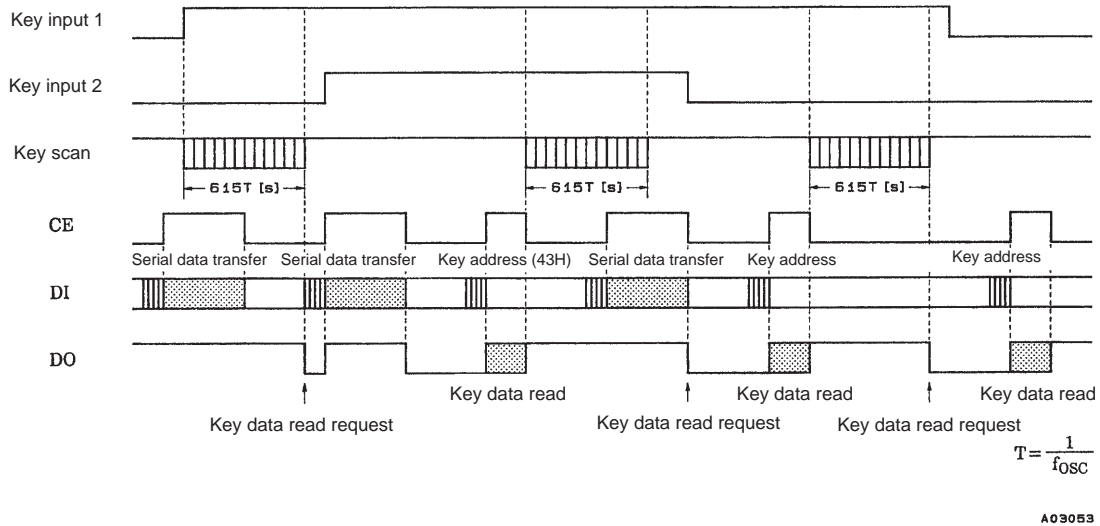 Key input 1
Key input 2
Key scan
615T [s] 615T [s] 615T [s]
CE
Serial data transfer Serial data transfer Key address (43H) Serial data transfer Key address Key address
DI
DO
Key data read Key data read Key data read
Key data read request Key data read request Key data read request
T = 1/fOSC
A03053